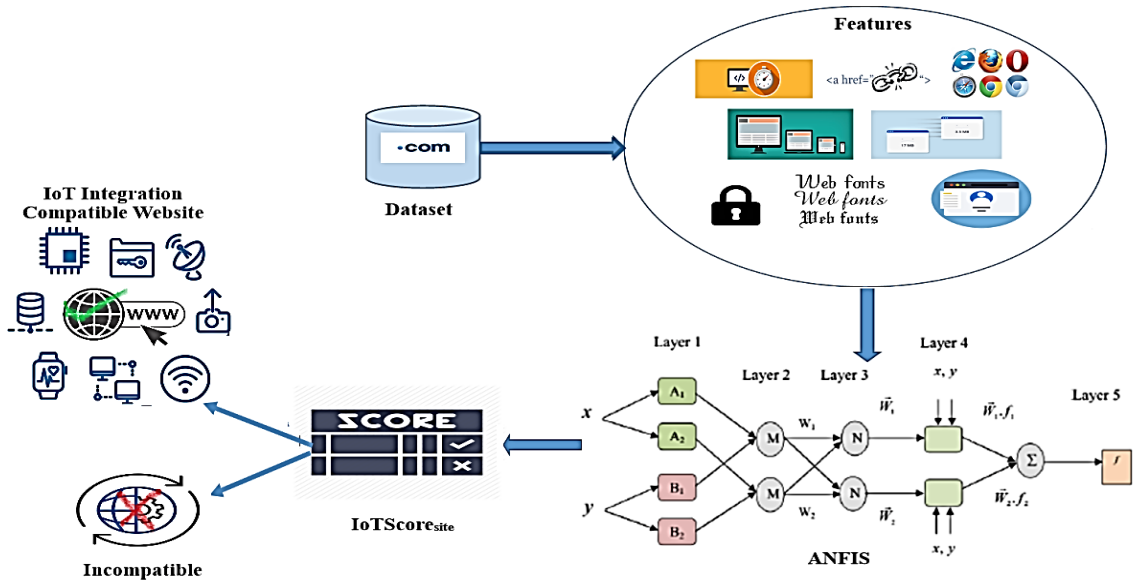 Features
</>
<a href=" ">
17 MB
.com
Web fonts
Web fonts
Web fonts
Dataset
IoT Integration
Compatible Website
WWW
Layer 1
Layer 2
Layer 3
Layer 4
Layer 5
x, y
A₁
A₂
B₁
B₂
x
y
M
M
W₁
W₂
N
N
W̄₁
W̄₂
W̄₁.f₁
W̄₂.f₂
Σ
f
x, y
SCORE
IoTScoresite
ANFIS
Incompatible